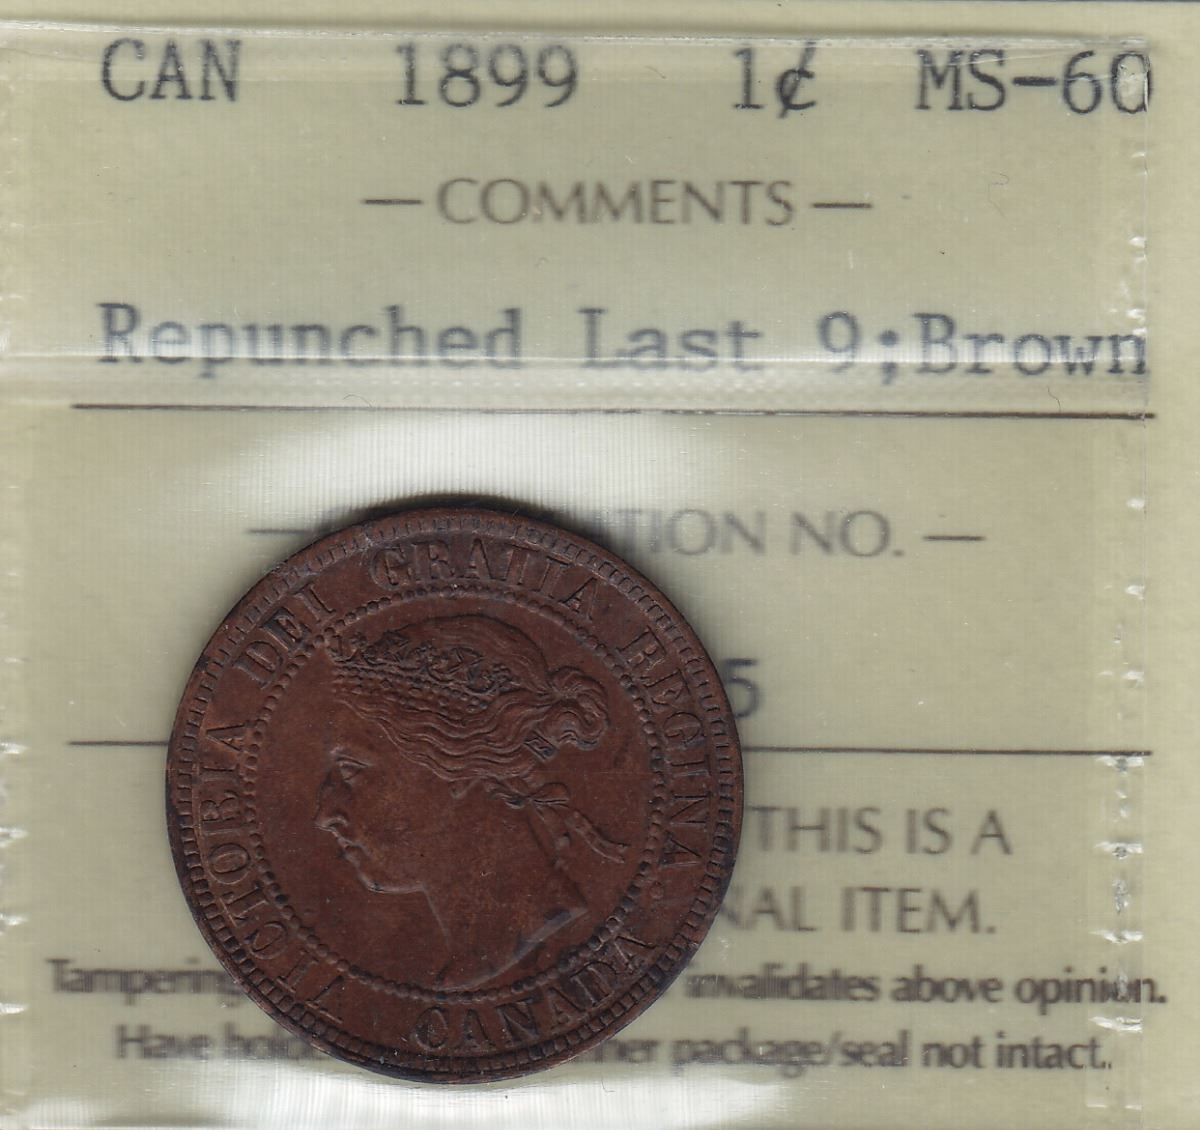 CAN 1899 1¢ MS-60
— COMMENTS —
Repunched Last 9;Brown
NO. —
5
VICTORIA DEI GRATIA REGINA
CANADA
THIS IS A
ITEM.
Tampering invalidates above opinion.
Have package/seal not intact.